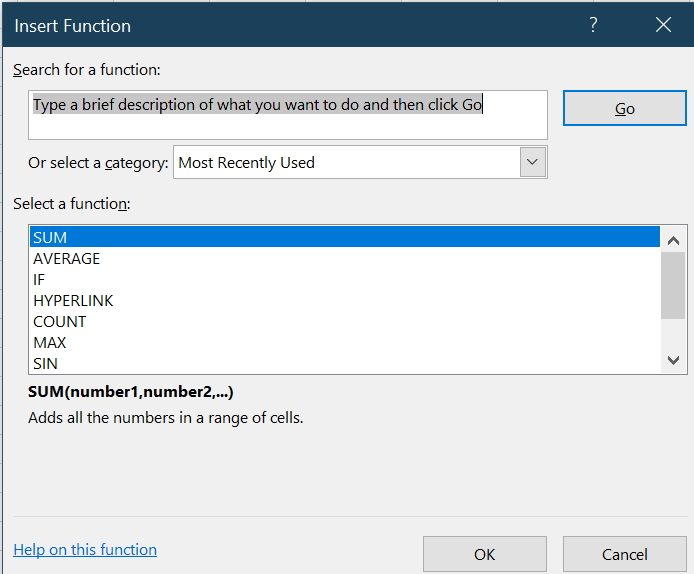 Insert Function ?
Search for a function:
Type a brief description of what you want to do and then click Go
Go
Or select a category: Most Recently Used
Select a function:
SUM
AVERAGE
IF
HYPERLINK
COUNT
MAX
SIN
SUM(number1,number2,...)
Adds all the numbers in a range of cells.
Help on this function
OK
Cancel